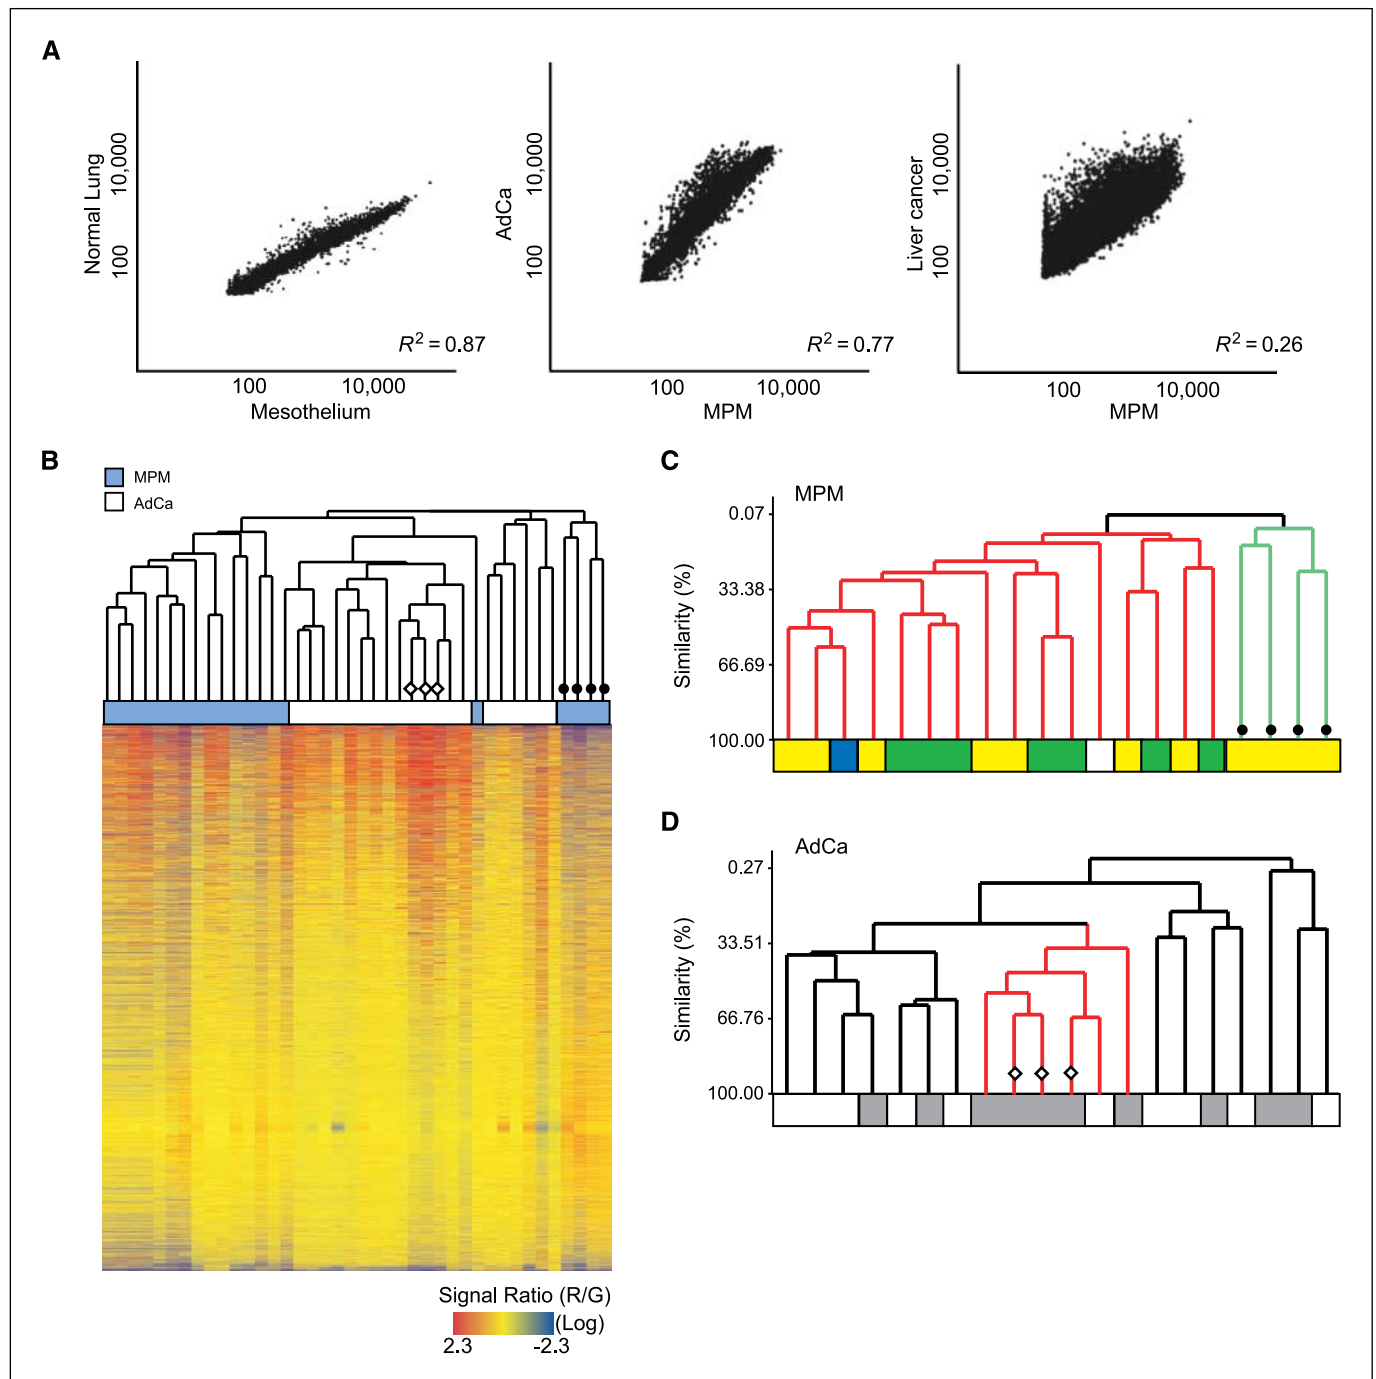 A
Normal Lung
10,000
100
R² = 0.87
100 10,000
Mesothelium
AdCa
10,000
100
R² = 0.77
100 10,000
MPM
Liver cancer
10,000
100
R² = 0.26
100 10,000
MPM
B
MPM
AdCa
Signal Ratio (R/G)
(Log)
2.3 -2.3
C
MPM
Similarity (%)
0.07
33.38
66.69
100.00
D
AdCa
Similarity (%)
0.27
33.51
66.76
100.00